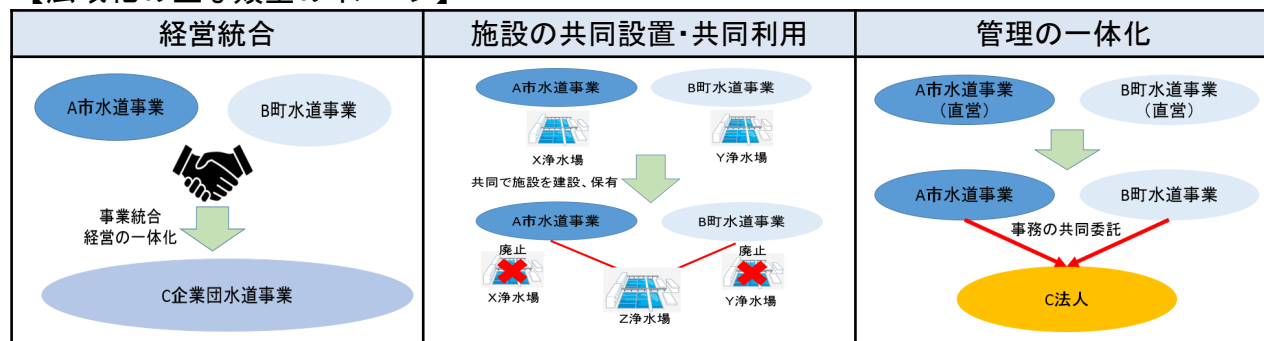 経営統合
A市水道事業
B町水道事業
事業統合
経営の一体化
C企業団水道事業
施設の共同設置・共同利用
A市水道事業
B町水道事業
X浄水場
Y浄水場
共同で施設を建設、保有
A市水道事業
B町水道事業
廃止
廃止
X浄水場
Y浄水場
Z浄水場
管理の一体化
A市水道事業
(直営)
B町水道事業
(直営)
A市水道事業
B町水道事業
事務の共同委託
C法人